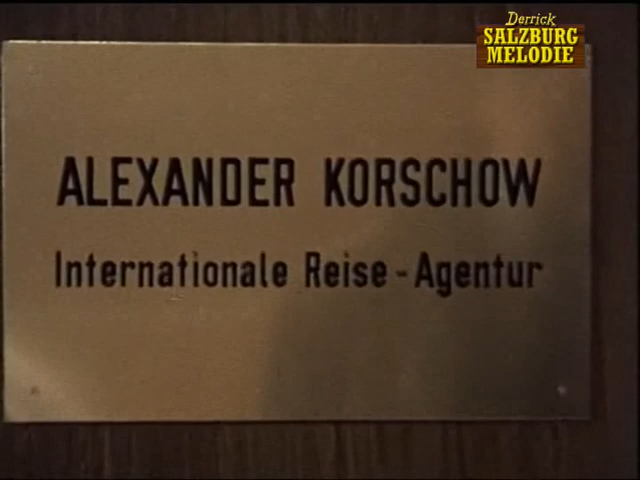 Derrick
SALZBURG
MELODIE
ALEXANDER KORSCHOW
Internationale Reise-Agentur